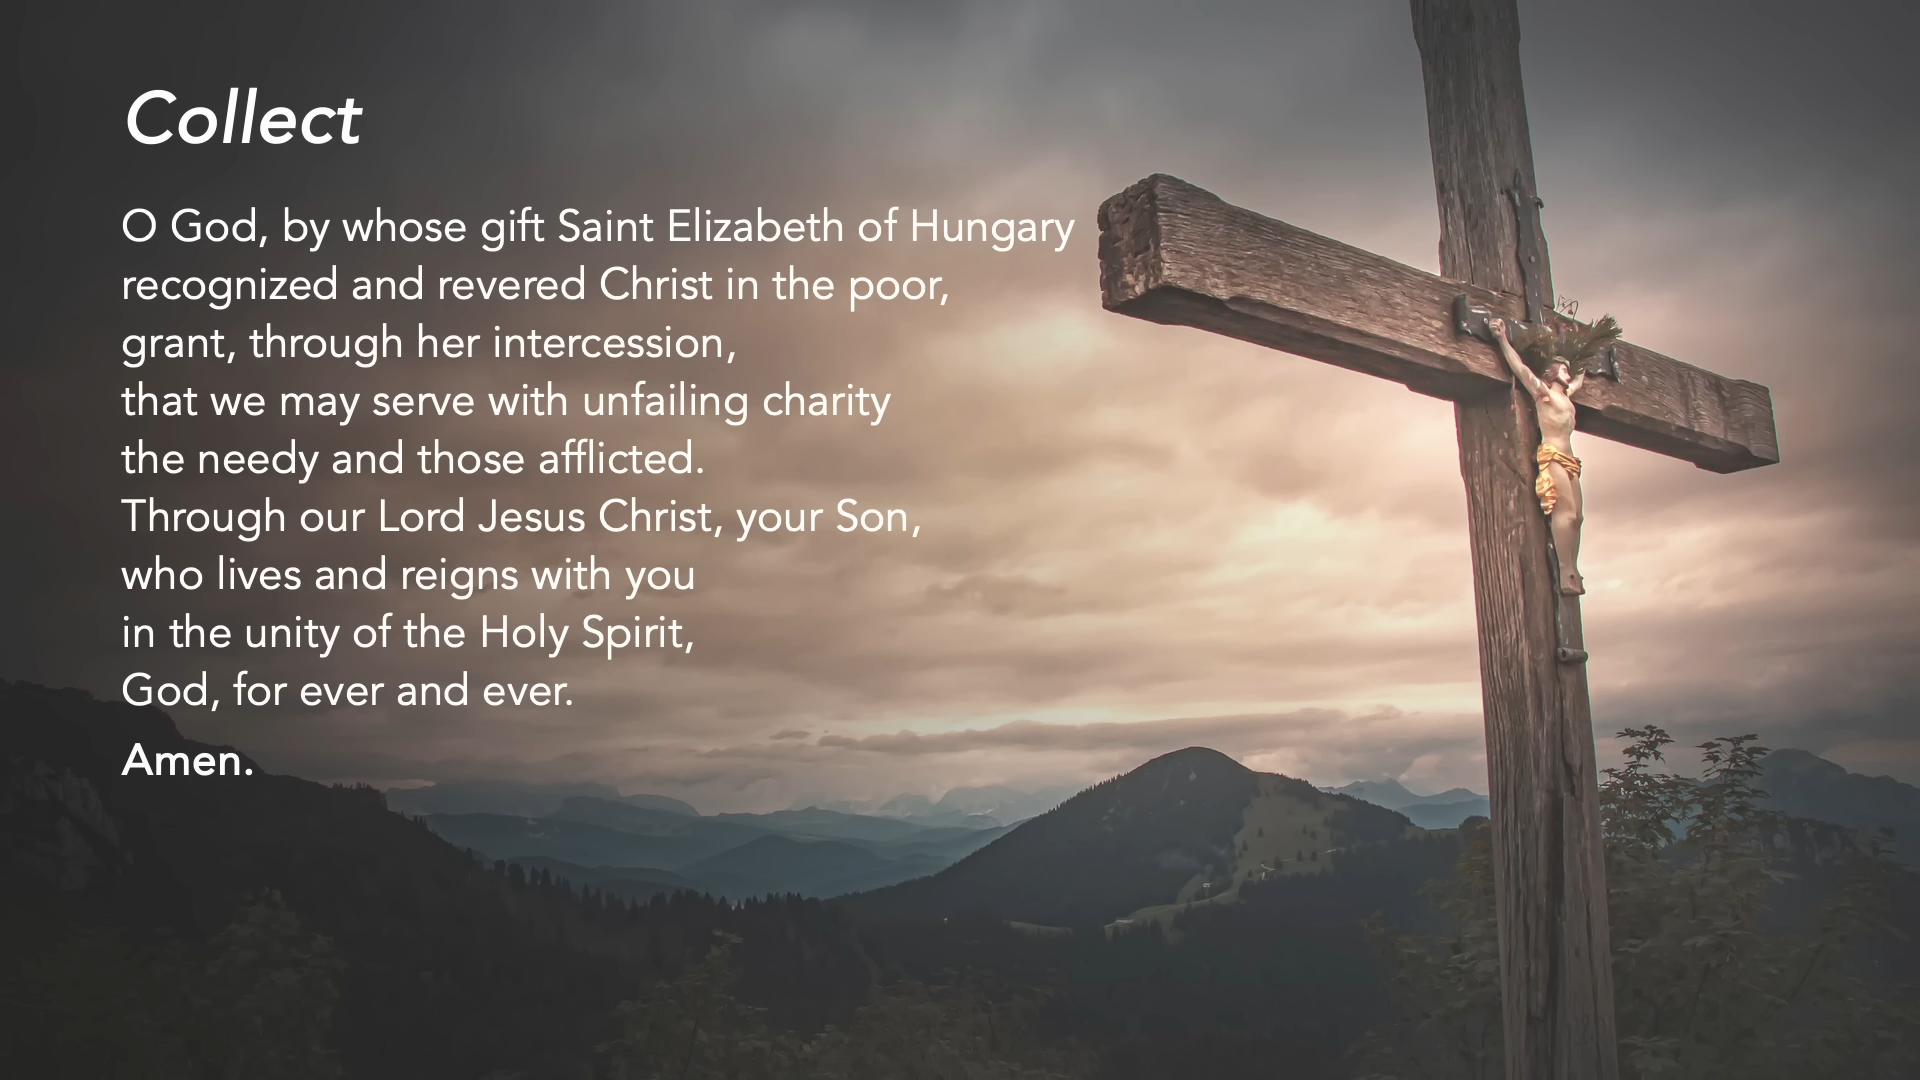 Collect
O God, by whose gift Saint Elizabeth of Hungary
recognized and revered Christ in the poor,
grant, through her intercession,
that we may serve with unfailing charity
the needy and those afflicted.
Through our Lord Jesus Christ, your Son,
who lives and reigns with you
in the unity of the Holy Spirit,
God, for ever and ever.
Amen.